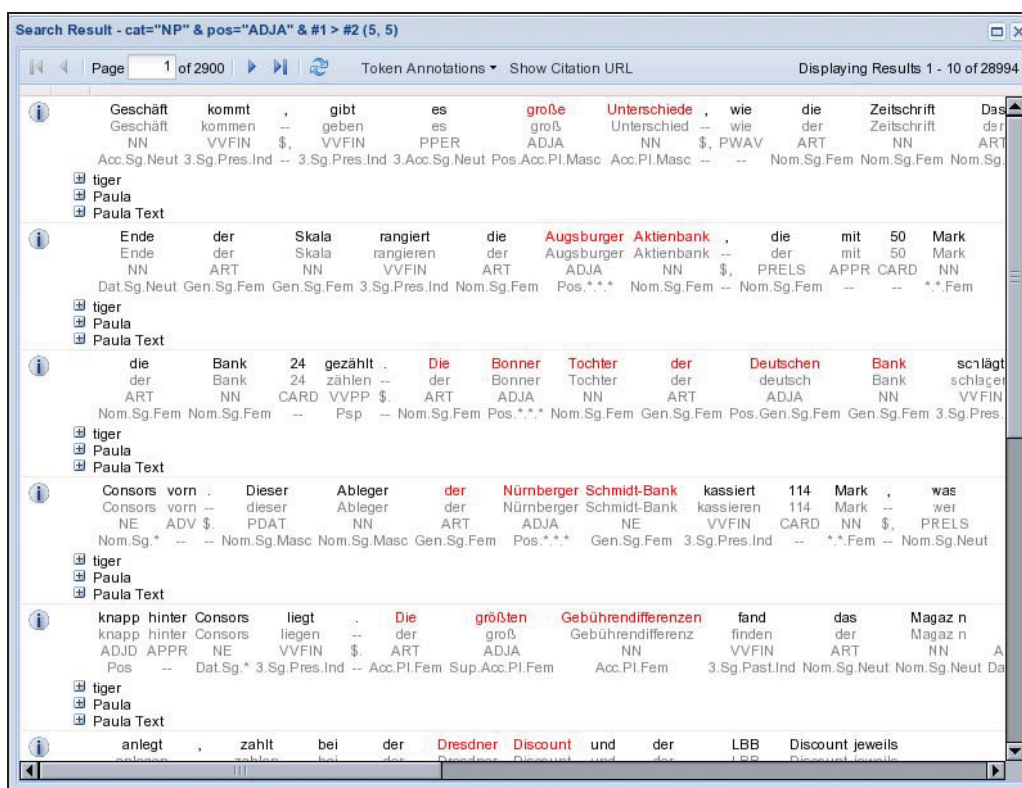 Search Result - cat="NP" & pos="ADJA" & #1 > #2 (5, 5)
Page 1 of 2900 Token Annotations Show Citation URL Displaying Results 1 - 10 of 28994
Geschäft kommt , gibt es große Unterschiede , wie die Zeitschrift Das
Geschäft kommen -- geben es groß Unterschied -- wie der Zeitschrift der
NN VVFIN $, VVFIN PPER ADJA NN $, PWAV ART NN ART
Acc.Sg.Neut 3.Sg.Pres.Ind -- 3.Sg.Pres.Ind 3.Acc.Sg.Neut Pos.Acc.Pl.Masc Acc.Pl.Masc -- -- Nom.Sg.Fem Nom.Sg.Fem Nom.Sg.
tiger
Paula
Paula Text
Ende der Skala rangiert die Augsburger Aktienbank , die mit 50 Mark
Ende der Skala rangieren der Augsburger Aktienbank -- der mit 50 Mark
NN ART NN VVFIN ART ADJA NN $, PRELS APPR CARD NN
Dat.Sg.Neut Gen.Sg.Fem Gen.Sg.Fem 3.Sg.Pres.Ind Nom.Sg.Fem Pos.*.*.* Nom.Sg.Fem -- Nom.Sg.Fem -- -- *.*.Fem
tiger
Paula
Paula Text
die Bank 24 gezählt . Die Bonner Tochter der Deutschen Bank schlägt
der Bank 24 zählen -- der Bonner Tochter der deutsch Bank schlagen
ART NN CARD VVPP $. ART ADJA NN ART ADJA NN VVFIN
Nom.Sg.Fem Nom.Sg.Fem -- Psp -- Nom.Sg.Fem Pos.*.*.* Nom.Sg.Fem Gen.Sg.Fem Pos.Gen.Sg.Fem Gen.Sg.Fem 3.Sg.Pres.
tiger
Paula
Paula Text
Consors vorn . Dieser Ableger der Nürnberger Schmidt-Bank kassiert 114 Mark , was
Consors vorn -- dieser Ableger der Nürnberger Schmidt-Bank kassieren 114 Mark -- wer
NE ADV $. PDAT NN ART ADJA NE VVFIN CARD NN $, PRELS
Nom.Sg.* -- -- Nom.Sg.Masc Nom.Sg.Masc Gen.Sg.Fem Pos.*.*.* Gen.Sg.Fem 3.Sg.Pres.Ind -- *.*.Fem -- Nom.Sg.Neut
tiger
Paula
Paula Text
knapp hinter Consors liegt . Die größten Gebührendifferenzen fand das Magazin
knapp hinter Consors liegen -- der groß Gebührendifferenz finden der Magazin
ADJD APPR NE VVFIN $. ART ADJA NN VVFIN ART NN A
Pos -- Dat.Sg.* 3.Sg.Pres.Ind -- Acc.Pl.Fem Sup.Acc.Pl.Fem Acc.Pl.Fem 3.Sg.Past.Ind Nom.Sg.Neut Nom.Sg.Neut Da
tiger
Paula
Paula Text
anlegt , zahlt bei der Dresdner Discount und der LBB Discount jeweils